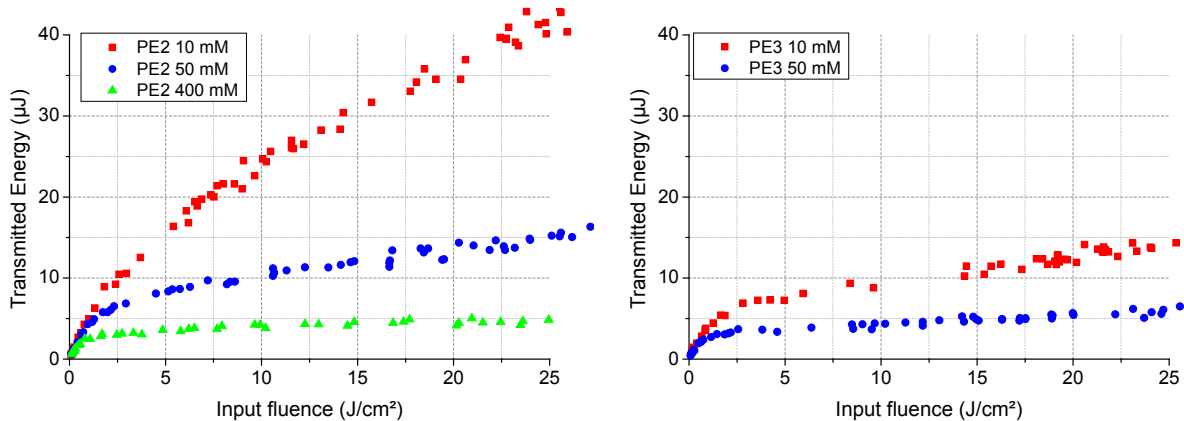 PE2 10 mM
PE2 50 mM
PE2 400 mM
Transmitted Energy (µJ)
40
30
20
10
0
0 5 10 15 20 25
Input fluence (J/cm²)
PE3 10 mM
PE3 50 mM
Transmitted Energy (µJ)
40
30
20
10
0
0 5 10 15 20 25
Input fluence (J/cm²)